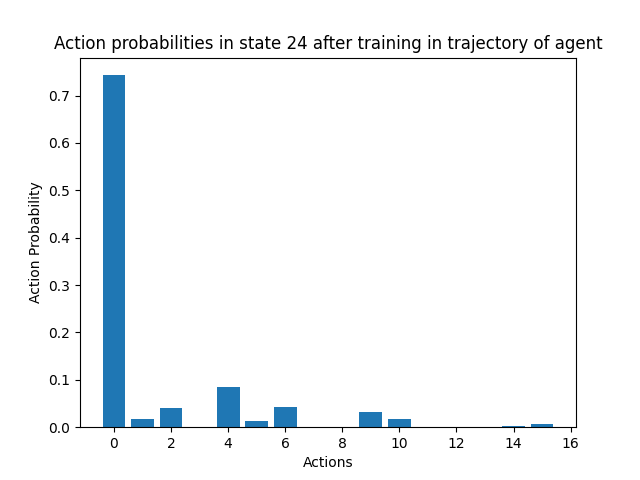 Action probabilities in state 24 after training in trajectory of agent
0.7
0.6
0.5
0.4
0.3
0.2
0.1
0.0
Action Probability
0 2 4 6 8 10 12 14 16
Actions